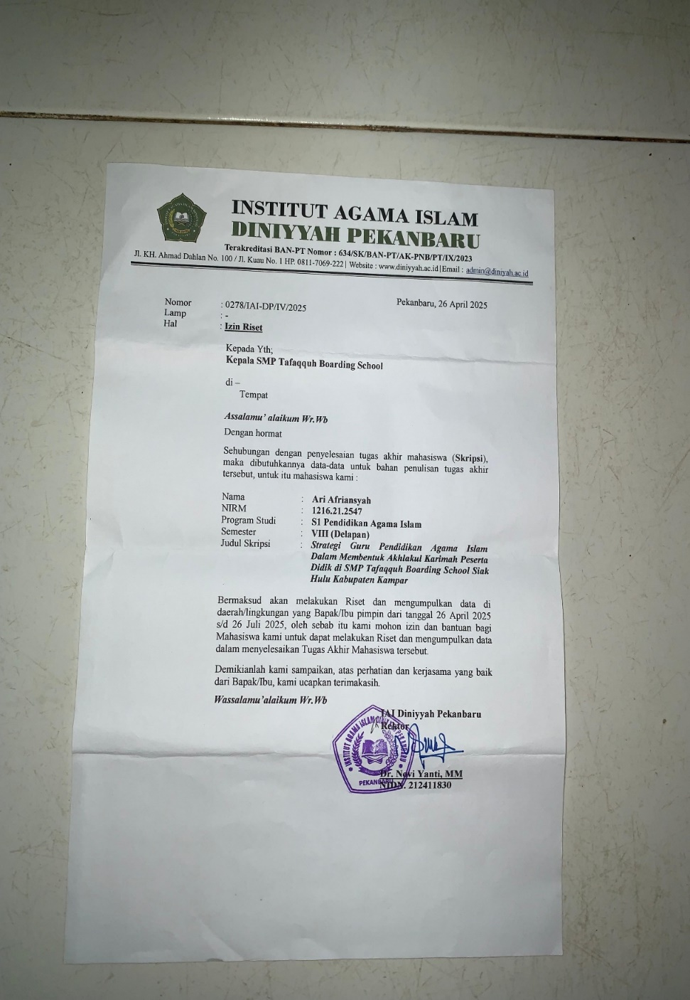 INSTITUT AGAMA ISLAM
DINIYYAH PEKANBARU
Terakreditasi BAN-PT Nomor : 634/SK/BAN-PT/AK-PNB/PT/IX/2023
Jl. KH. Ahmad Dahlan No. 100 / Jl. Kuau No. 1 HP. 0811-7069-222 | Website : www.diniyyah.ac.id |Email : admin@diniyah.ac.id
Nomor : 0278/IAI-DP/IV/2025 Pekanbaru, 26 April 2025
Lamp : -
Hal : Izin Riset
Kepada Yth;
Kepala SMP Tafaqquh Boarding School
di –
Tempat
Assalamu’ alaikum Wr.Wb
Dengan hormat
Sehubungan dengan penyelesaian tugas akhir mahasiswa (Skripsi),
maka dibutuhkannya data-data untuk bahan penulisan tugas akhir
tersebut, untuk itu mahasiswa kami :
Nama : Ari Afriansyah
NIRM : 1216.21.2547
Program Studi : S1 Pendidikan Agama Islam
Semester : VIII (Delapan)
Judul Skripsi : Strategi Guru Pendidikan Agama Islam
Dalam Membentuk Akhlakul Karimah Peserta
Didik di SMP Tafaqquh Boarding School Siak
Hulu Kabupaten Kampar
Bermaksud akan melakukan Riset dan mengumpulkan data di
daerah/lingkungan yang Bapak/Ibu pimpin dari tanggal 26 April 2025
s/d 26 Juli 2025, oleh sebab itu kami mohon izin dan bantuan bagi
Mahasiswa kami untuk dapat melakukan Riset dan mengumpulkan data
dalam menyelesaikan Tugas Akhir Mahasiswa tersebut.
Demikianlah kami sampaikan, atas perhatian dan kerjasama yang baik
dari Bapak/Ibu, kami ucapkan terimakasih.
Wassalamu’alaikum Wr.Wb
IAI Diniyyah Pekanbaru
Rektor
INSTITUT AGAMA ISLAM
PEKANBARU
Dr. Novi Yanti, MM
NIDN. 212411830